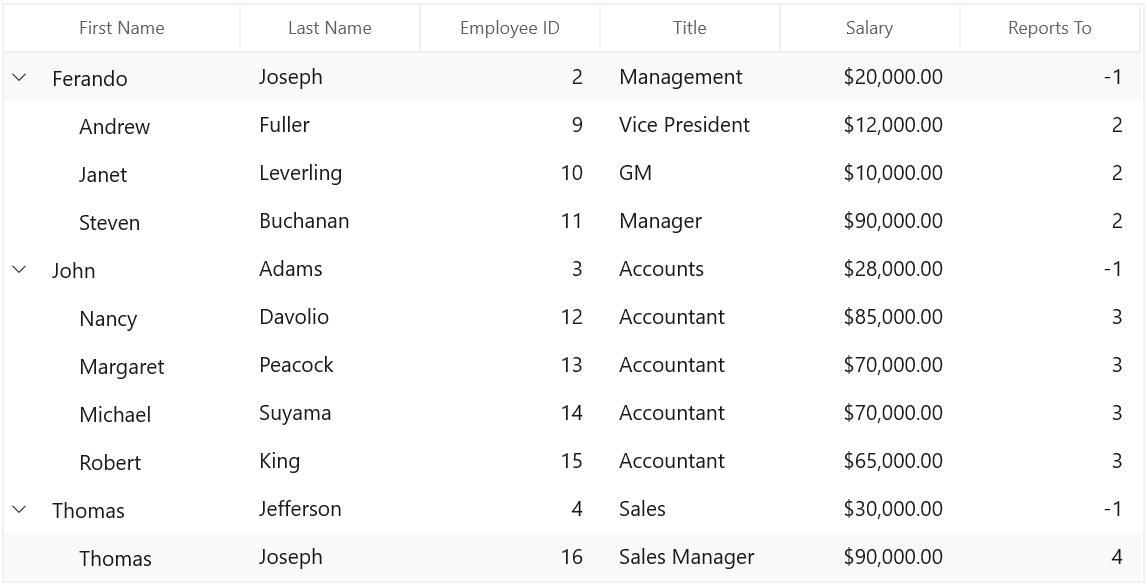 First Name Last Name Employee ID Title Salary Reports To
Ferando Joseph 2 Management $20,000.00 -1
Andrew Fuller 9 Vice President $12,000.00 2
Janet Leverling 10 GM $10,000.00 2
Steven Buchanan 11 Manager $90,000.00 2
John Adams 3 Accounts $28,000.00 -1
Nancy Davolio 12 Accountant $85,000.00 3
Margaret Peacock 13 Accountant $70,000.00 3
Michael Suyama 14 Accountant $70,000.00 3
Robert King 15 Accountant $65,000.00 3
Thomas Jefferson 4 Sales $30,000.00 -1
Thomas Joseph 16 Sales Manager $90,000.00 4